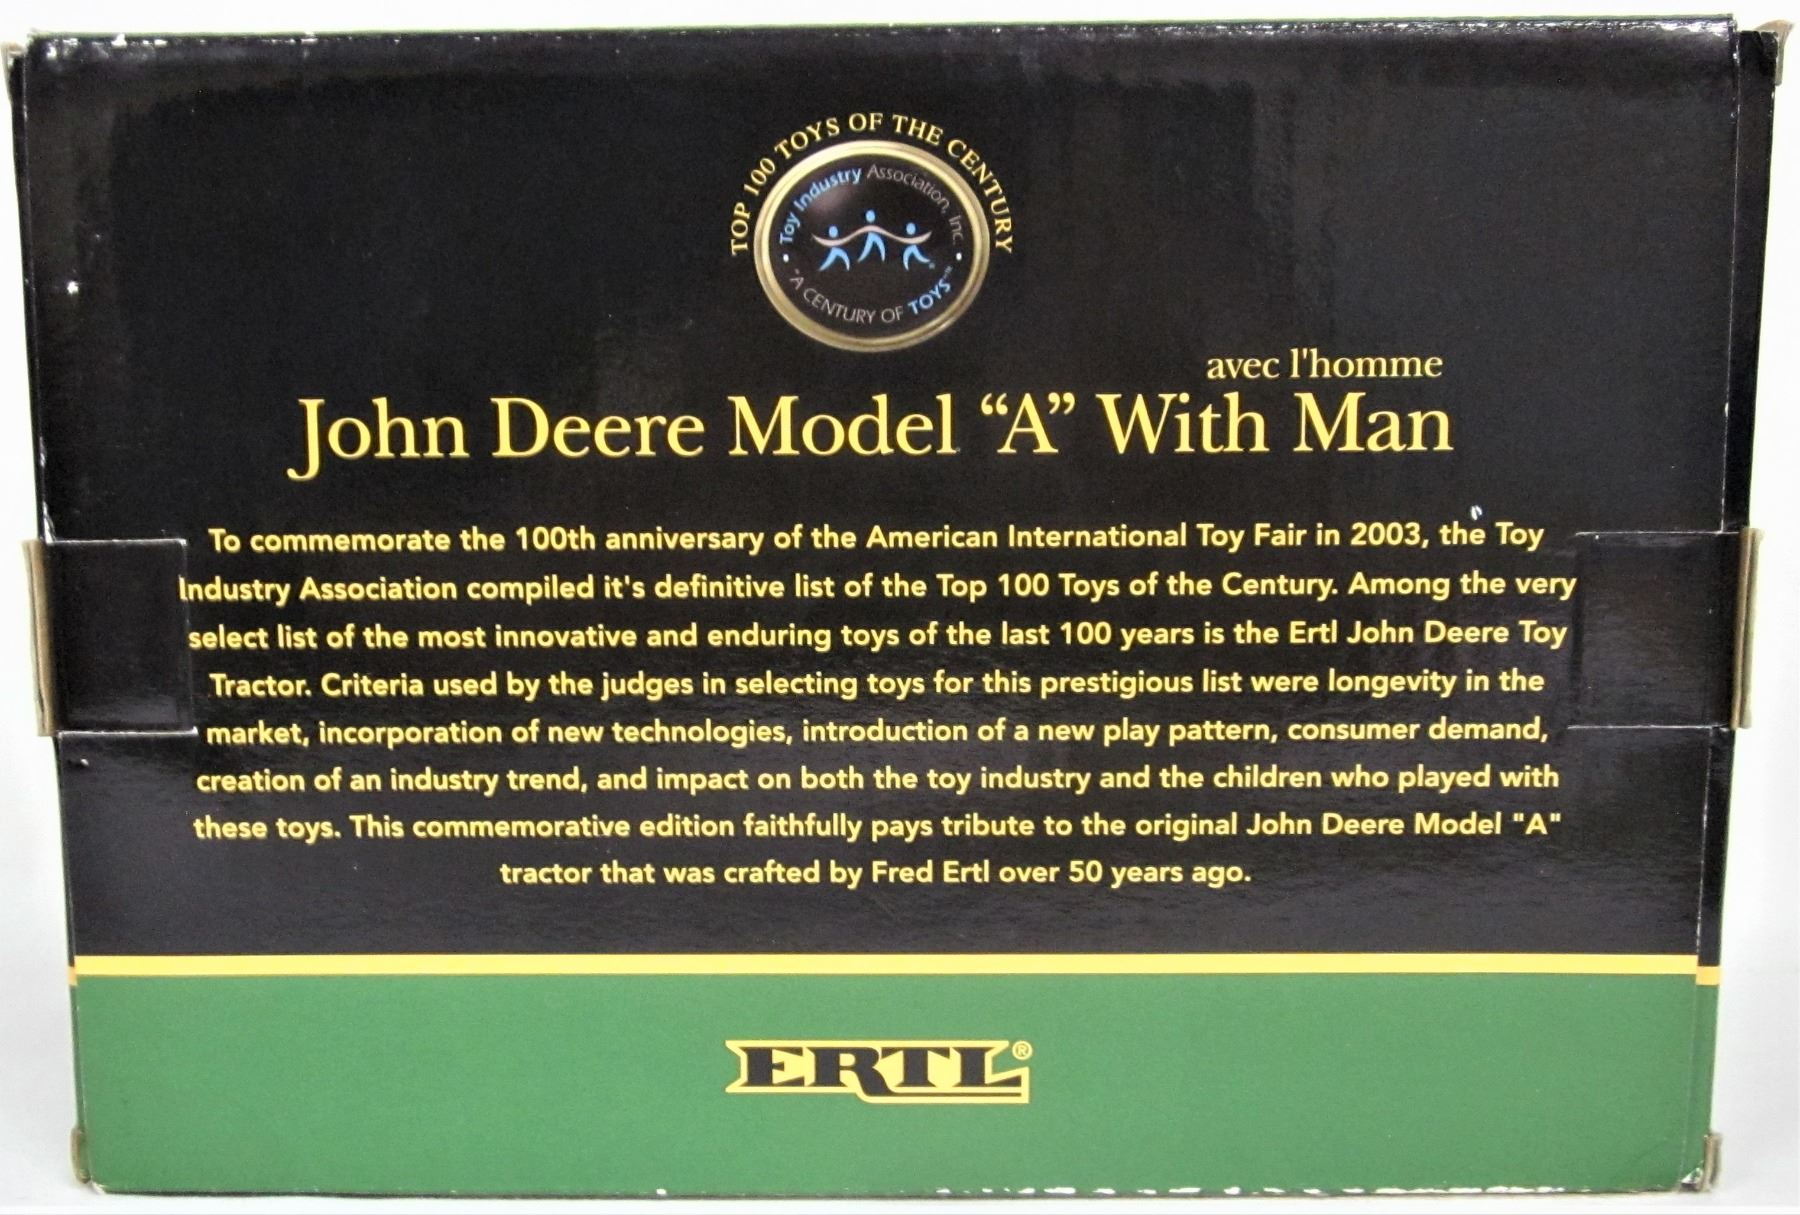 TOP 100 TOYS OF THE CENTURY
Toy Industry Association, Inc.
"A CENTURY OF TOYS"™
avec l'homme
John Deere Model “A” With Man
To commemorate the 100th anniversary of the American International Toy Fair in 2003, the Toy
Industry Association compiled it's definitive list of the Top 100 Toys of the Century. Among the very
select list of the most innovative and enduring toys of the last 100 years is the Ertl John Deere Toy
Tractor. Criteria used by the judges in selecting toys for this prestigious list were longevity in the
market, incorporation of new technologies, introduction of a new play pattern, consumer demand,
creation of an industry trend, and impact on both the toy industry and the children who played with
these toys. This commemorative edition faithfully pays tribute to the original John Deere Model "A"
tractor that was crafted by Fred Ertl over 50 years ago.
ERTL®